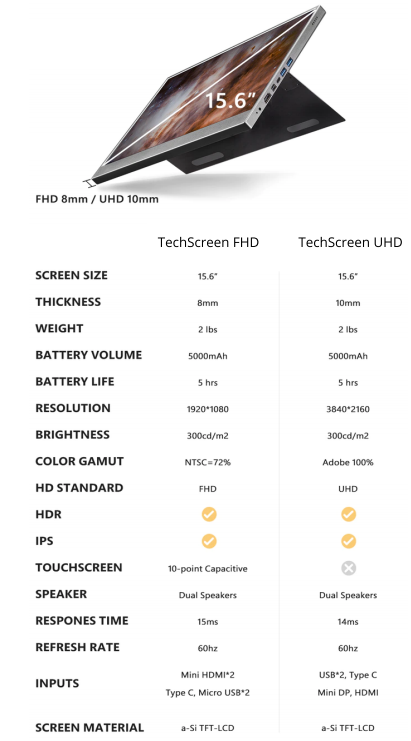 15.6”
FHD 8mm / UHD 10mm
TechScreen FHD TechScreen UHD
SCREEN SIZE 15.6” 15.6”
THICKNESS 8mm 10mm
WEIGHT 2 lbs 2 lbs
BATTERY VOLUME 5000mAh 5000mAh
BATTERY LIFE 5 hrs 5 hrs
RESOLUTION 1920*1080 3840*2160
BRIGHTNESS 300cd/m2 300cd/m2
COLOR GAMUT NTSC=72% Adobe 100%
HD STANDARD FHD UHD
HDR
IPS
TOUCHSCREEN 10-point Capacitive
SPEAKER Dual Speakers Dual Speakers
RESPONES TIME 15ms 14ms
REFRESH RATE 60hz 60hz
INPUTS Mini HDMI*2 USB*2, Type C
Type C, Micro USB*2 Mini DP, HDMI
SCREEN MATERIAL a-Si TFT-LCD a-Si TFT-LCD